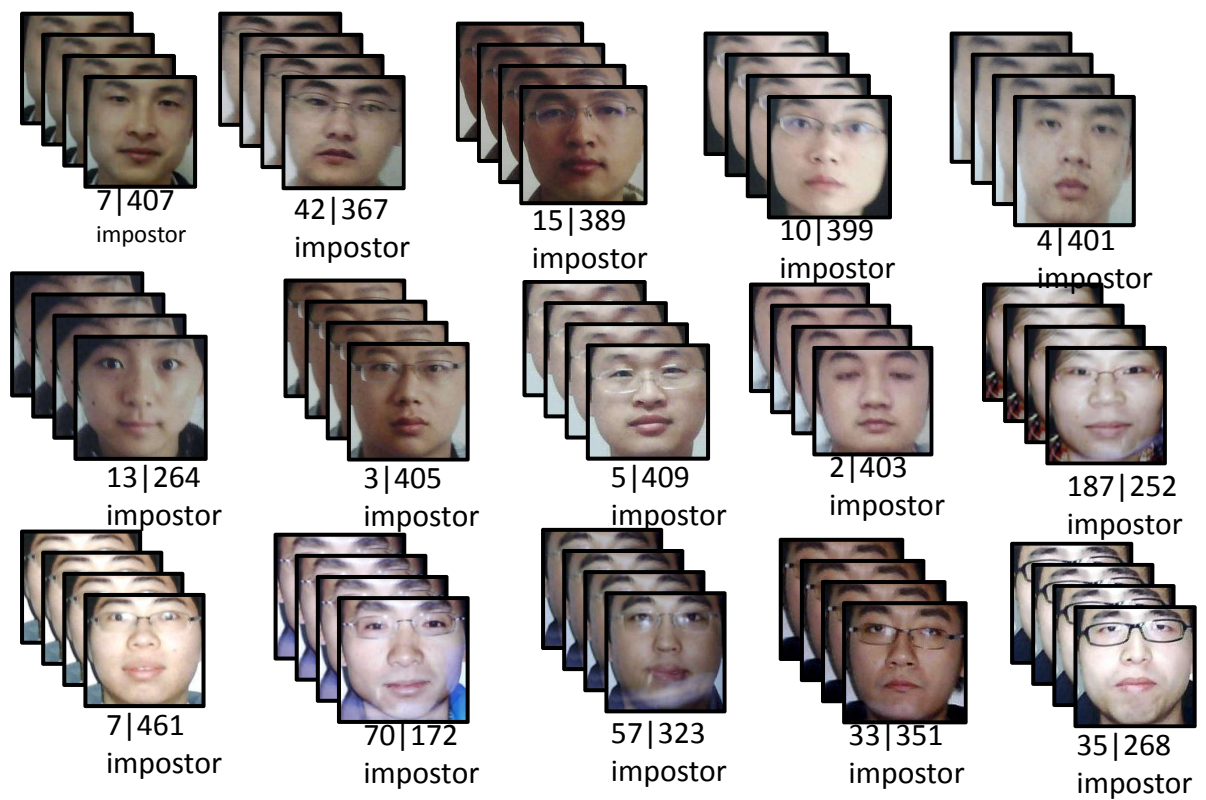 7|407
impostor
42|367
impostor
15|389
impostor
10|399
impostor
4|401
impostor
13|264
impostor
3|405
impostor
5|409
impostor
2|403
impostor
187|252
impostor
7|461
impostor
70|172
impostor
57|323
impostor
33|351
impostor
35|268
impostor